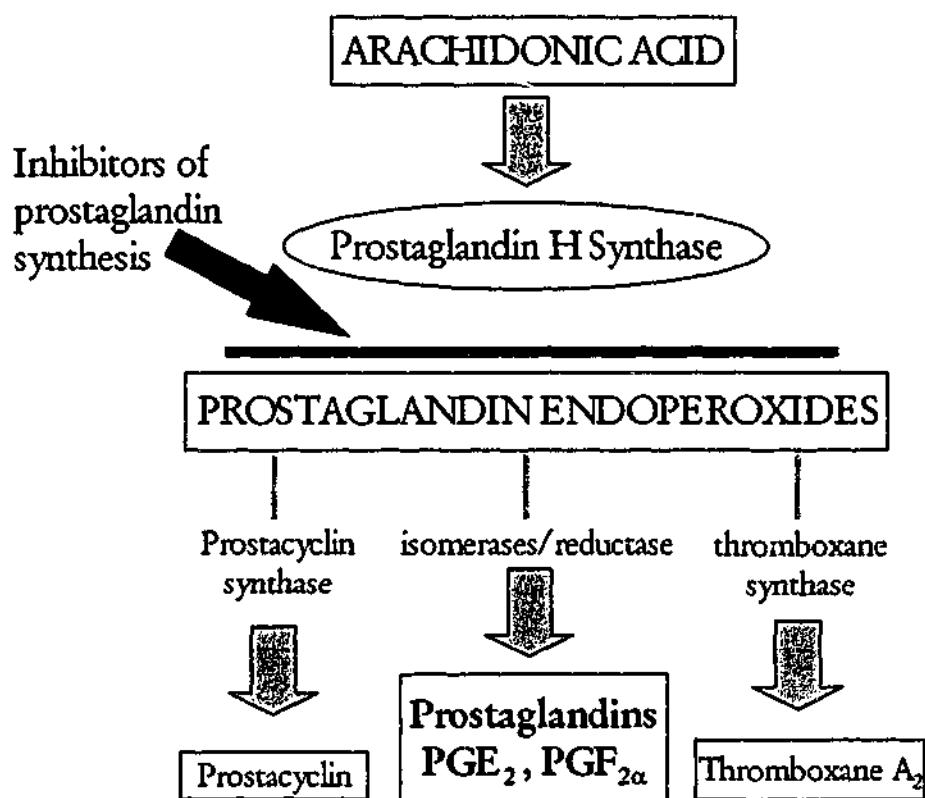 ARACHIDONIC ACID
Inhibitors of
prostaglandin
synthesis
Prostaglandin H Synthase
PROSTAGLANDIN ENDOPEROXIDES
Prostacyclin
synthase
isomerases/reductase
thromboxane
synthase
Prostacyclin
Prostaglandins
PGE₂, PGF₂α
Thromboxane A₂